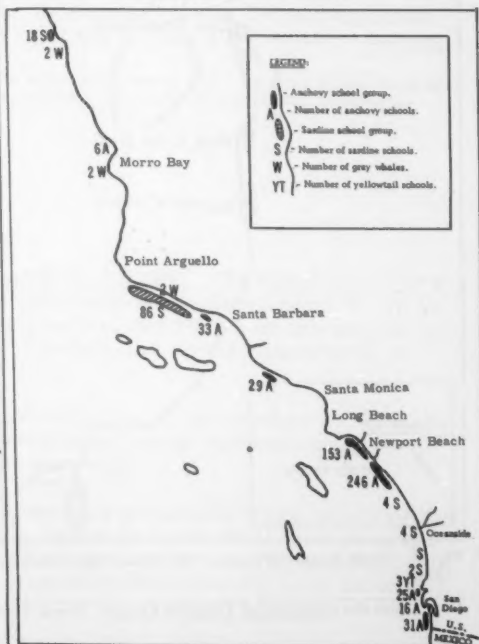 18 S
2 W
LEGEND:
- Anchovy school group.
A - Number of anchovy schools.
- Sardine school group.
S - Number of sardine schools.
W - Number of grey whales.
YT - Number of yellowtail schools.
6 A
Morro Bay
2 W
Point Arguello
2 W
86 S
Santa Barbara
33 A
29 A
Santa Monica
Long Beach
Newport Beach
153 A
246 A
4 S
4 S
Oceanside
S
2 S
3 YT
25 A
San
Diego
16 A
31 A
U.S.
MEXICO